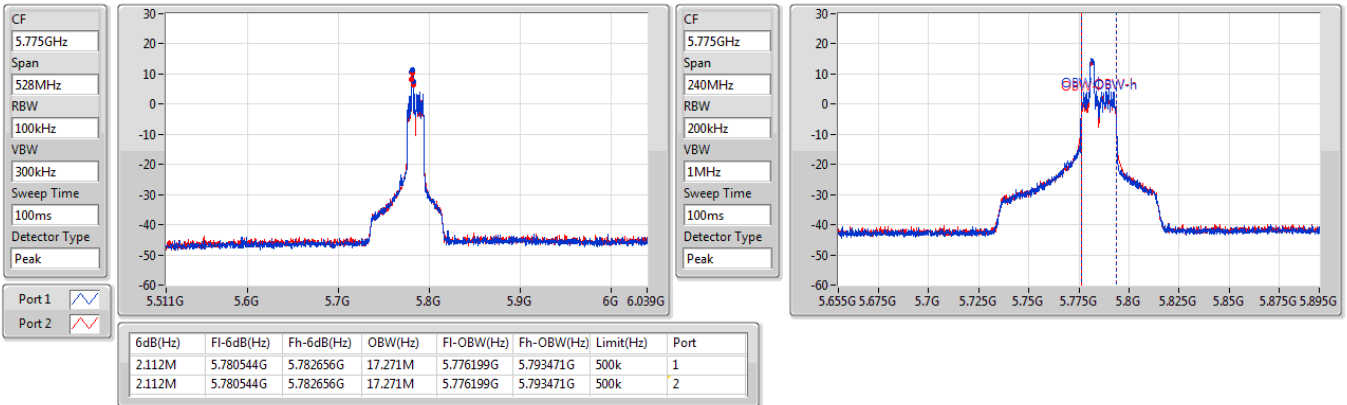 CF
5.775GHz
Span
528MHz
RBW
100kHz
VBW
300kHz
Sweep Time
100ms
Detector Type
Peak
Port 1
Port 2
30
20
10
0
-10
-20
-30
-40
-50
-60
5.511G 5.6G 5.7G 5.8G 5.9G 6G 6.039G
CF
5.775GHz
Span
240MHz
RBW
200kHz
VBW
1MHz
Sweep Time
100ms
Detector Type
Peak
30
20
10
0
-10
-20
-30
-40
-50
-60
OBW-h
5.6555G 5.675G 5.7G 5.725G 5.75G 5.775G 5.8G 5.825G 5.85G 5.875G 5.895G
6dB(Hz) Fl-6dB(Hz) Fh-6dB(Hz) OBW(Hz) Fl-OBW(Hz) Fh-OBW(Hz) Limit(Hz) Port
2.112M 5.780544G 5.782656G 17.271M 5.776199G 5.793471G 500k 1
2.112M 5.780544G 5.782656G 17.271M 5.776199G 5.793471G 500k 2